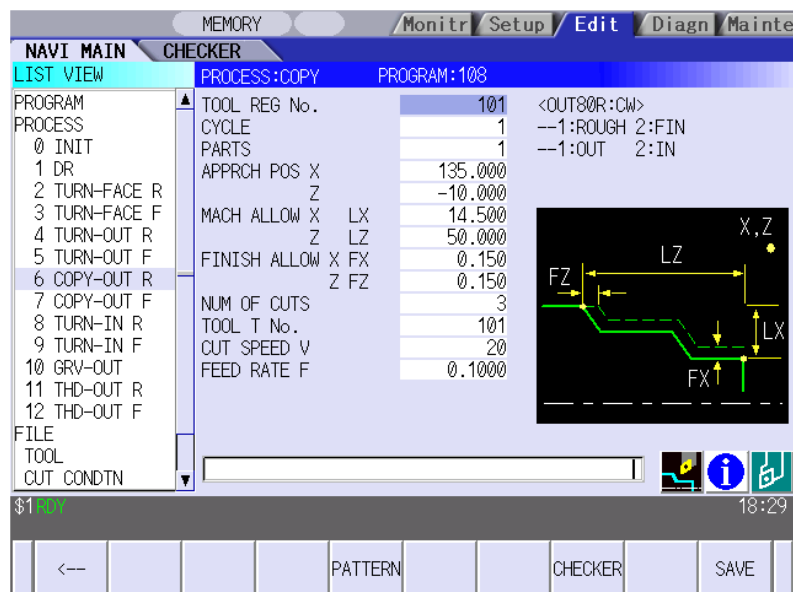 MEMORY Monitr Setup Edit Diagn Mainte
NAVI MAIN CHECKER
LIST VIEW
PROCESS:COPY PROGRAM:108
PROGRAM
PROCESS
0 INIT
1 DR
2 TURN-FACE R
3 TURN-FACE F
4 TURN-OUT R
5 TURN-OUT F
6 COPY-OUT R
7 COPY-OUT F
8 TURN-IN R
9 TURN-IN F
10 GRV-OUT
11 THD-OUT R
12 THD-OUT F
FILE
TOOL
CUT CONDTN
TOOL REG No. 101 <OUT80R:CW>
CYCLE 1 --1:ROUGH 2:FIN
PARTS 1 --1:OUT 2:IN
APPRCH POS X 135.000
Z -10.000
MACH ALLOW X LX 14.500
Z LZ 50.000
FINISH ALLOW X FX 0.150
Z FZ 0.150
NUM OF CUTS 3
TOOL T No. 101
CUT SPEED V 20
FEED RATE F 0.1000
X,Z
LZ
FZ
LX
FX
i
$1 RDY 18:29
<-- PATTERN CHECKER SAVE